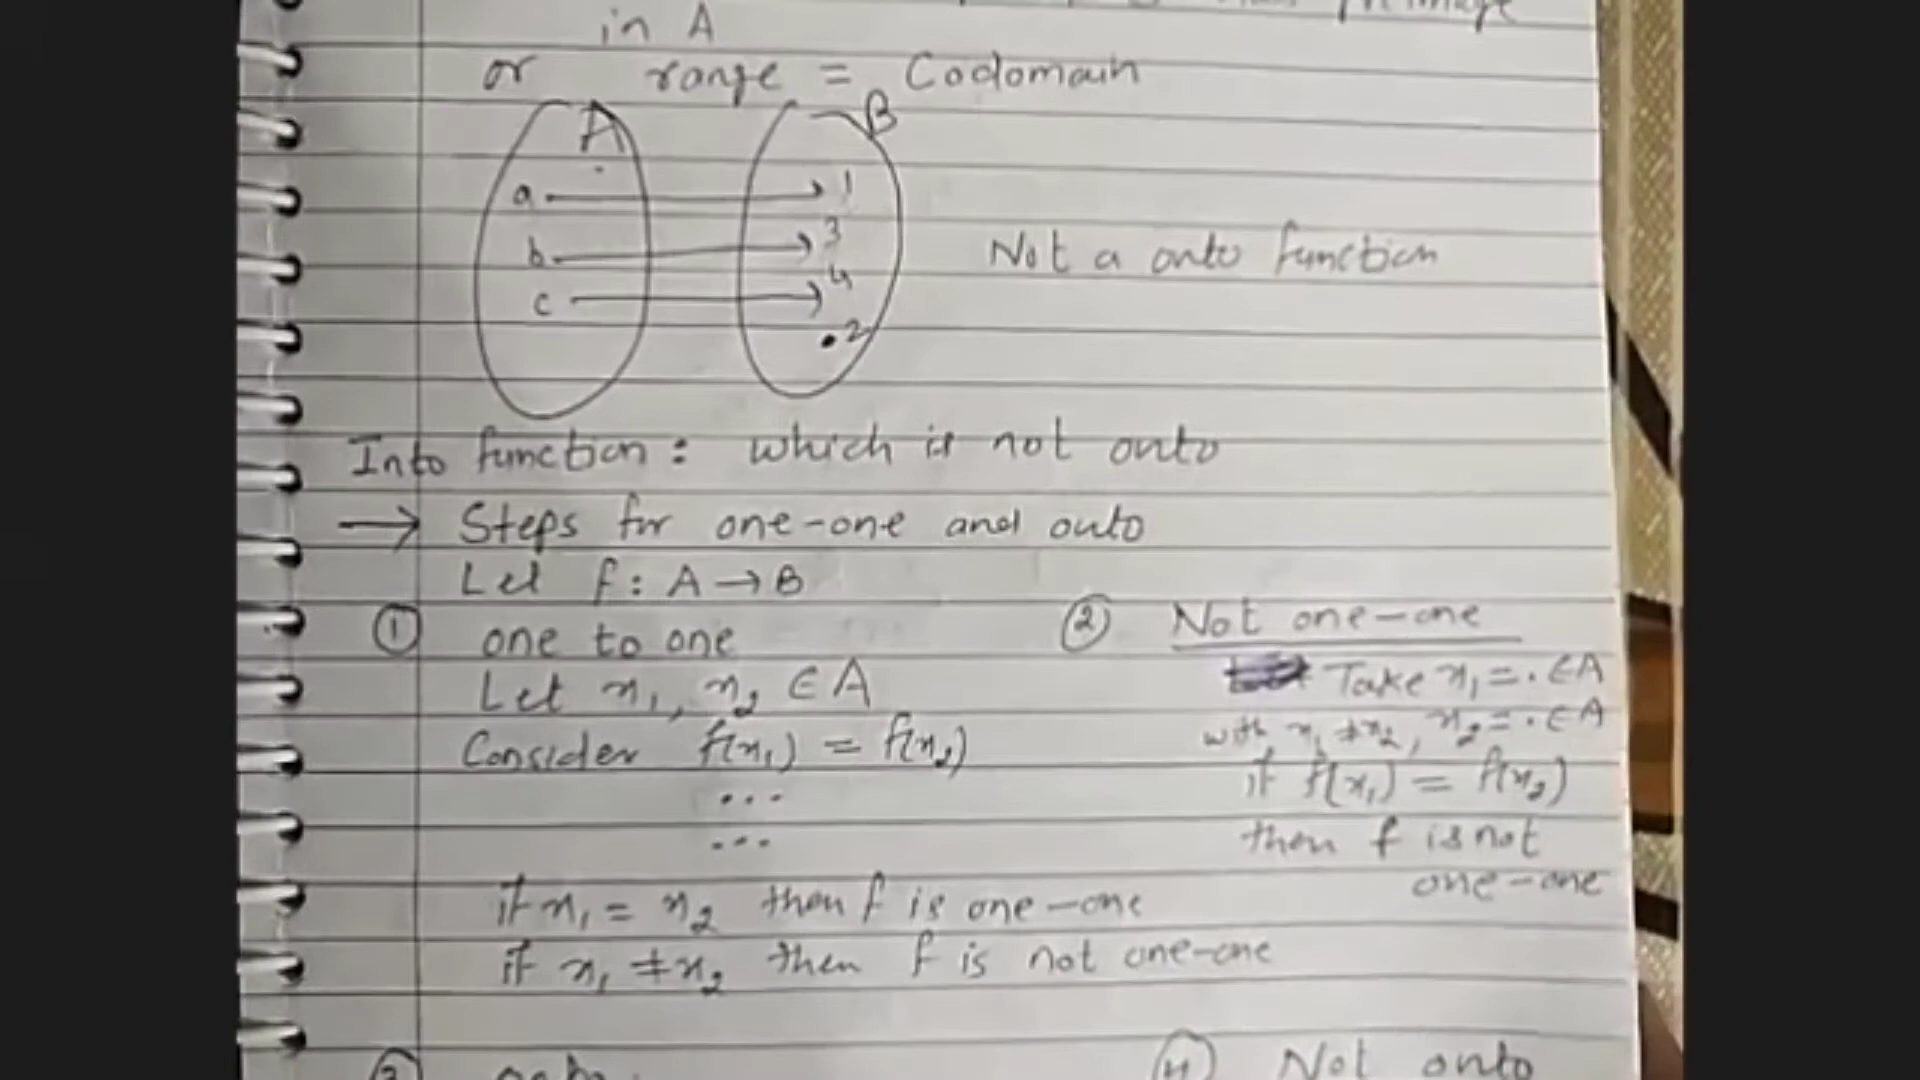 in A
or range = Codomain
A B
a 1
b 3
c 4
.2
Not a onto function
Into function: which is not onto
→ Steps for one-one and onto
Let f: A → B
① one to one
Let x₁, x₂ ∈ A
Consider f(x₁) = f(x₂)
...
...
if x₁ = x₂ then f is one-one
if x₁ ≠ x₂ then f is not one-one
② Not one-one
Take x₁ = . ∈ A
with x₁ ≠ x₂, x₂ = . ∈ A
if f(x₁) = f(x₂)
then f is not
one-one
④ Not onto